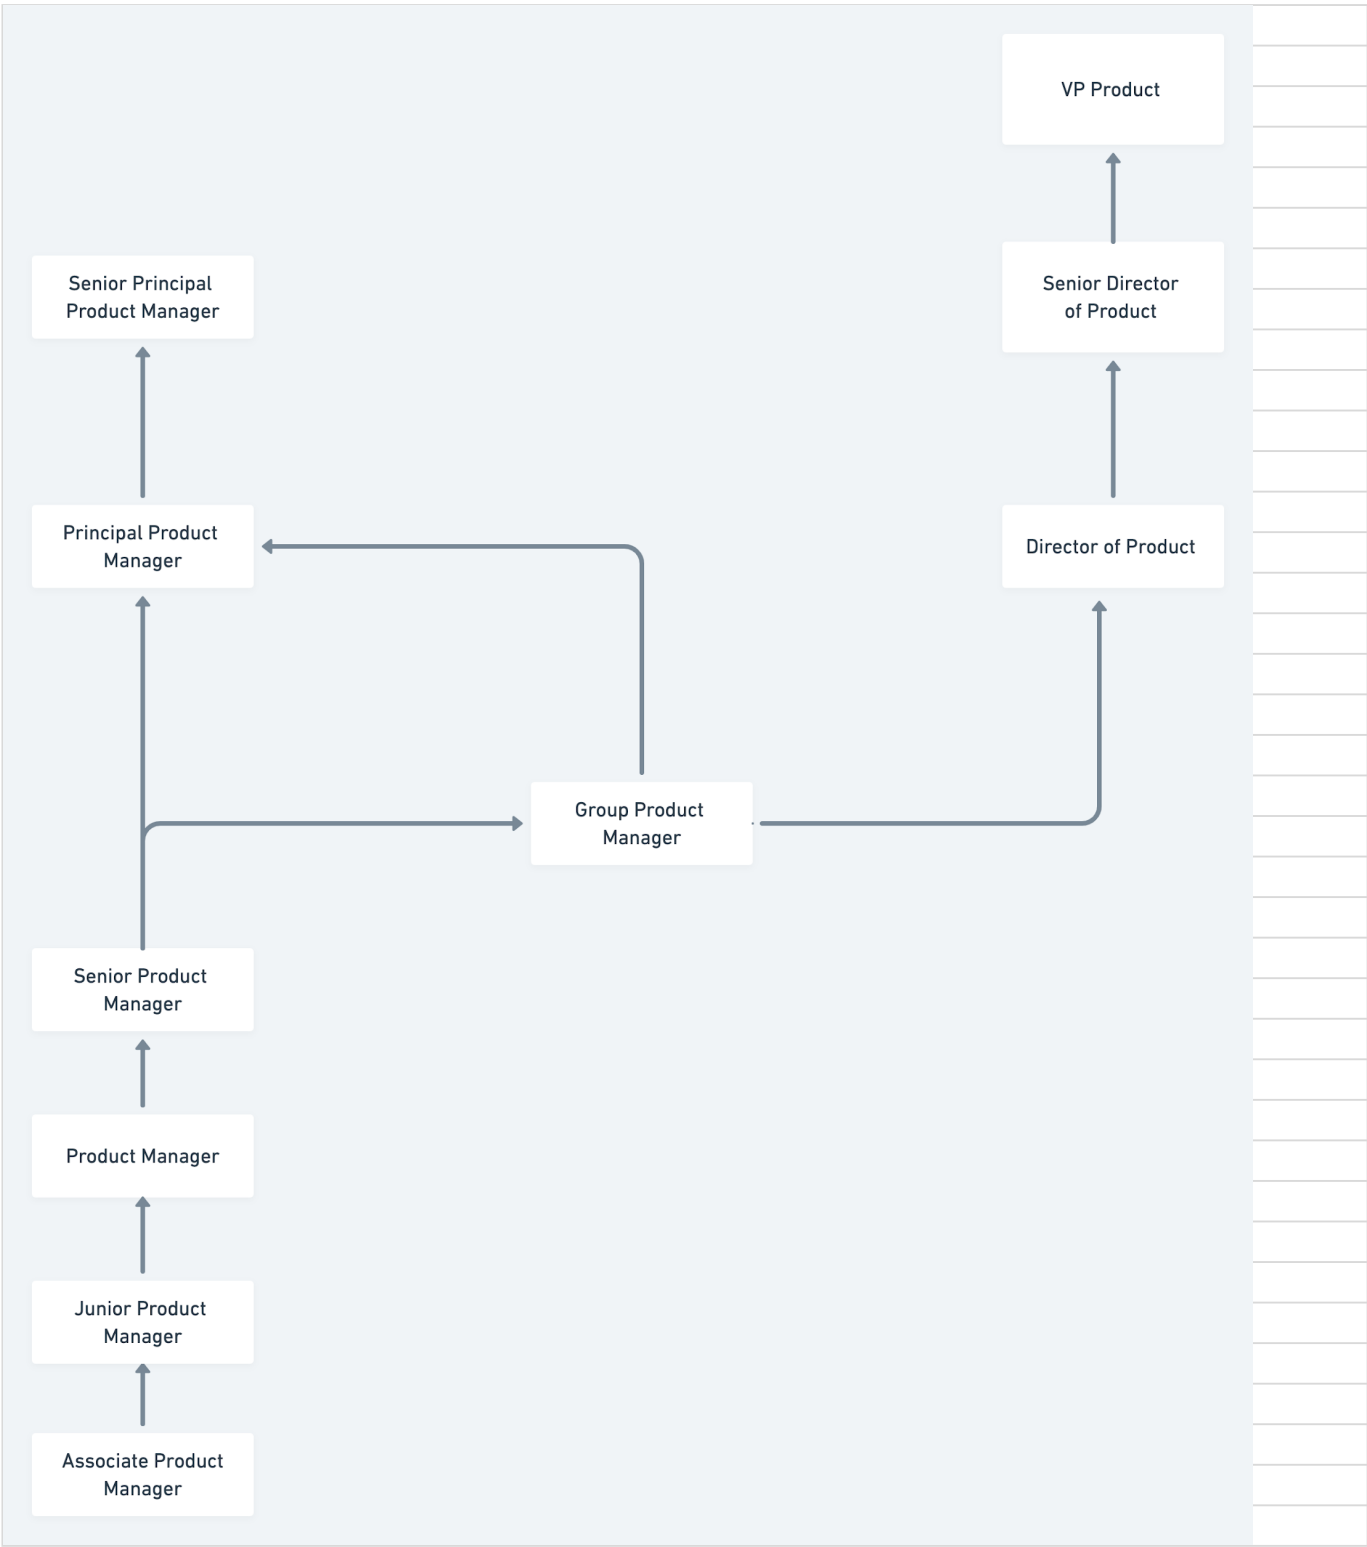 VP Product
Senior Principal
Product Manager
Senior Director
of Product
Principal Product
Manager
Director of Product
Group Product
Manager
Senior Product
Manager
Product Manager
Junior Product
Manager
Associate Product
Manager